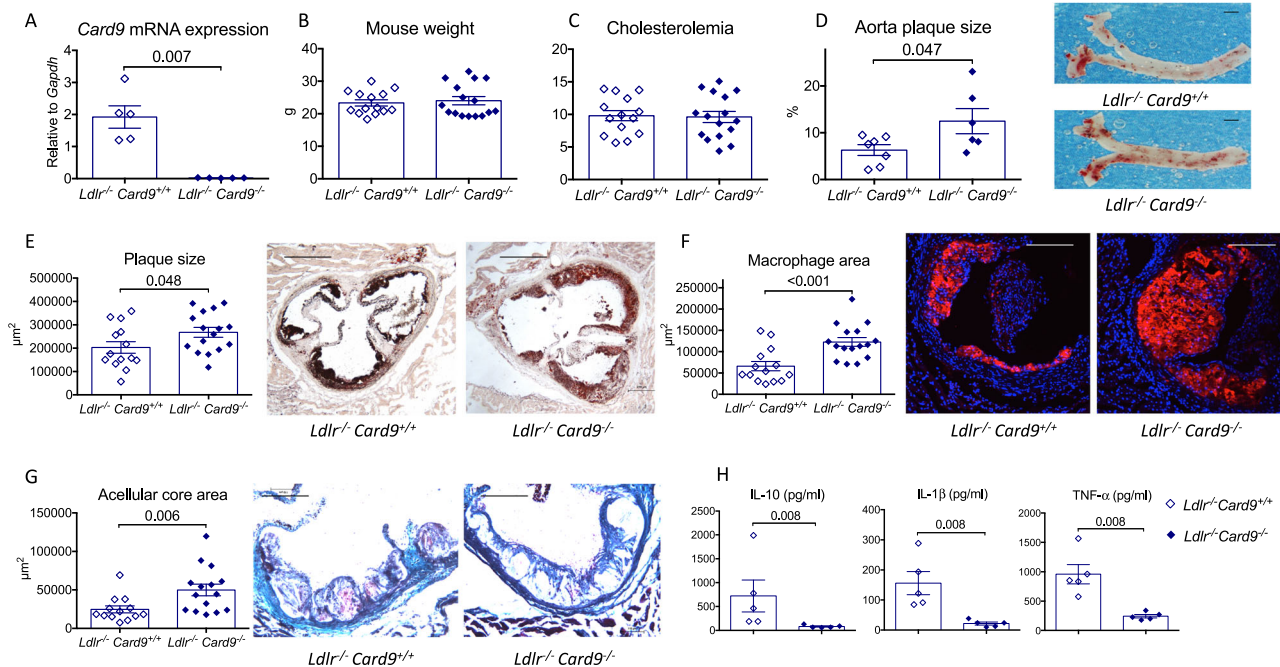 A
Card9 mRNA expression
0.007
Relative to Gapdh
4
3
2
1
0
Ldlr-/- Card9+/+
Ldlr-/- Card9-/-
B
Mouse weight
g
40
30
20
10
0
Ldlr-/- Card9+/+
Ldlr-/- Card9-/-
C
Cholesterolemia
20
15
10
5
0
Ldlr-/- Card9+/+
Ldlr-/- Card9-/-
D
Aorta plaque size
0.047
%
20
10
0
Ldlr-/- Card9+/+
Ldlr-/- Card9-/-
Ldlr-/- Card9+/+
Ldlr-/- Card9-/-
E
Plaque size
0.048
µm2
500000
400000
300000
200000
100000
0
Ldlr-/- Card9+/+
Ldlr-/- Card9-/-
Ldlr-/- Card9+/+
Ldlr-/- Card9-/-
F
Macrophage area
<0.001
µm2
250000
200000
150000
100000
50000
0
Ldlr-/- Card9+/+
Ldlr-/- Card9-/-
Ldlr-/- Card9+/+
Ldlr-/- Card9-/-
G
Acellular core area
0.006
µm2
150000
100000
50000
0
Ldlr-/- Card9+/+
Ldlr-/- Card9-/-
Ldlr-/- Card9+/+
Ldlr-/- Card9-/-
H
IL-10 (pg/ml)
0.008
2500
2000
1500
1000
500
0
IL-1β (pg/ml)
0.008
400
300
200
100
0
TNF-α (pg/ml)
0.008
2000
1500
1000
500
0
Ldlr-/-Card9+/+
Ldlr-/-Card9-/-